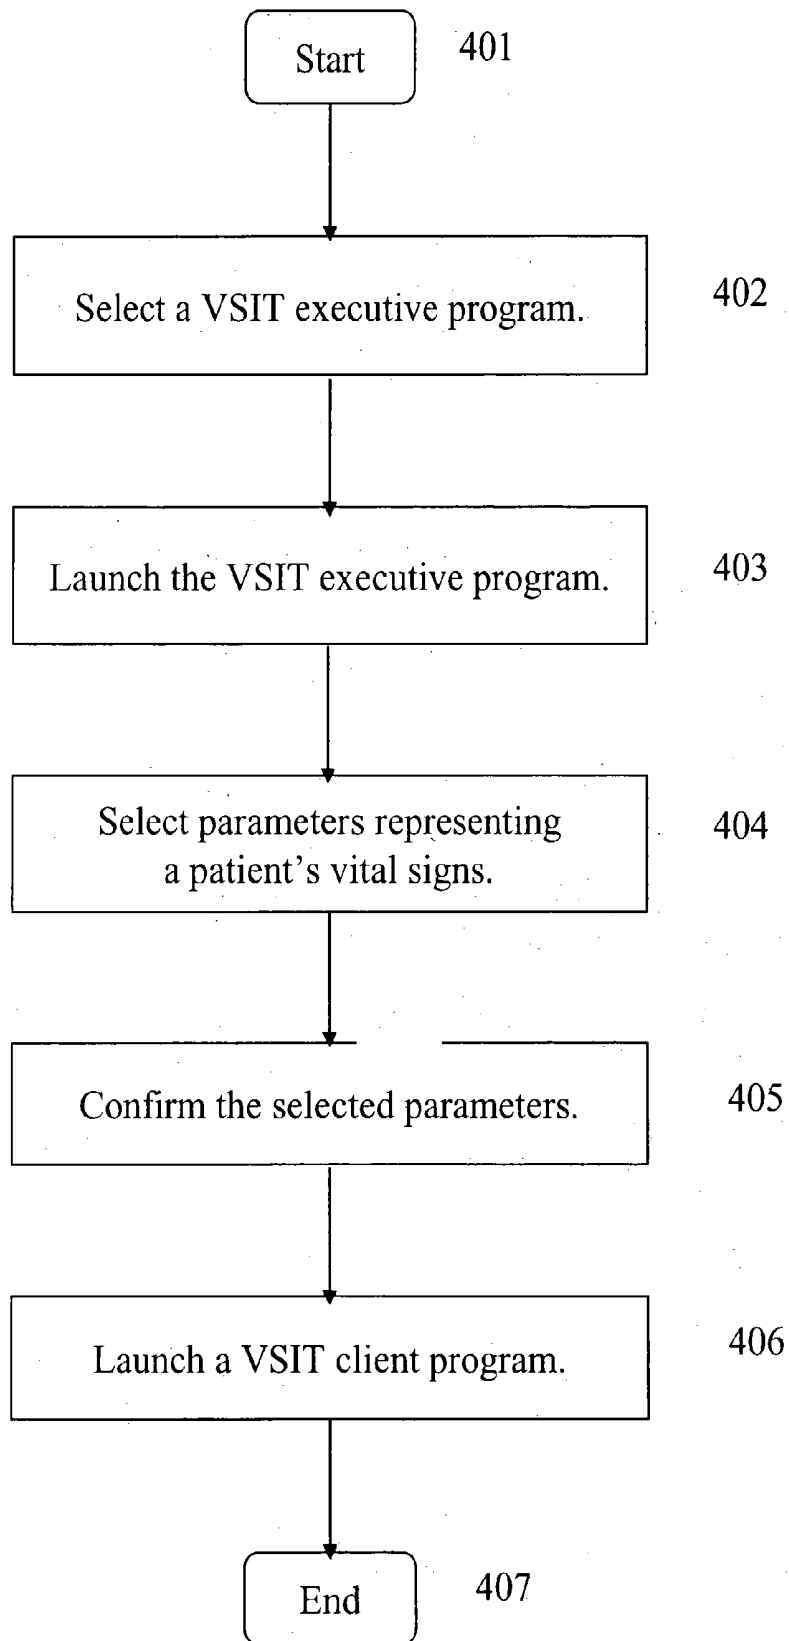 Start
401
Select a VSIT executive program.
402
Launch the VSIT executive program.
403
Select parameters representing
a patient's vital signs.
404
Confirm the selected parameters.
405
Launch a VSIT client program.
406
End
407